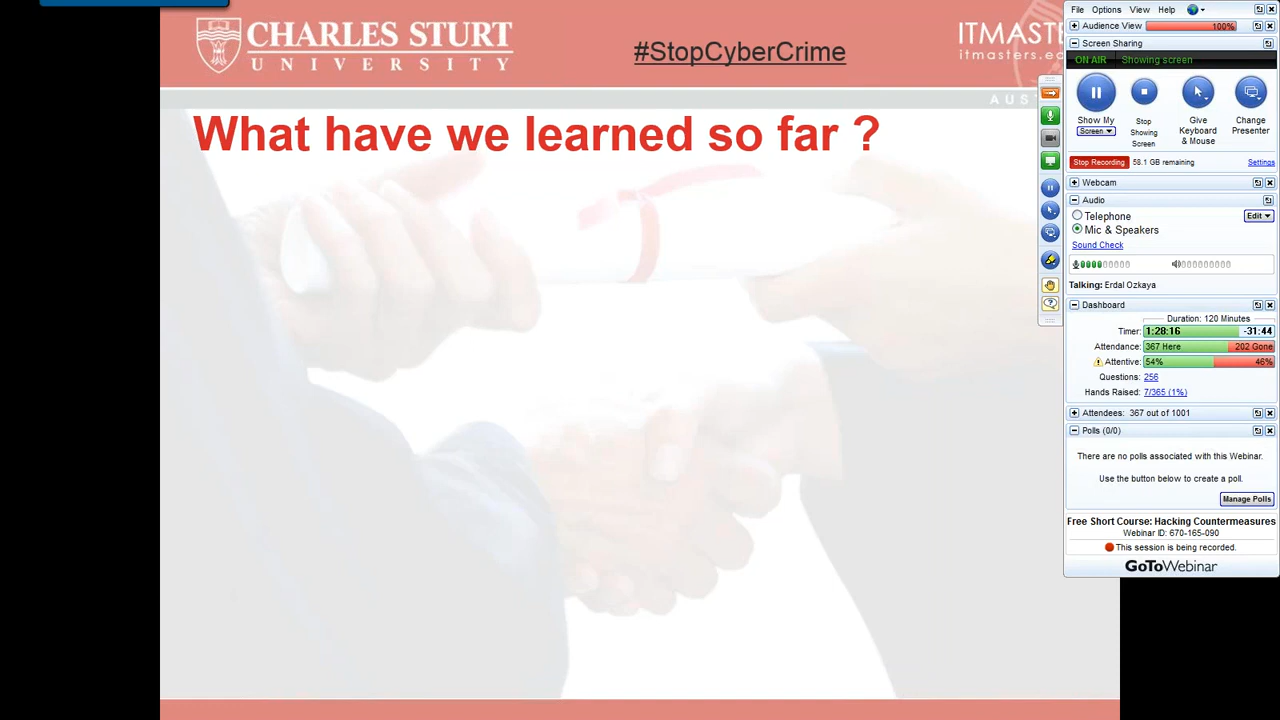 CHARLES STURT
UNIVERSITY
#StopCyberCrime
ITMASTE
itmasters.e
AUS
What have we learned so far ?
File Options View Help
Audience View 100%
Screen Sharing
ON AIR Showing screen
Show My
Screen
Stop
Showing
Screen
Give
Keyboard
& Mouse
Change
Presenter
Stop Recording 58.1 GB remaining Settings
Webcam
Audio
Telephone
Edit
Mic & Speakers
Sound Check
Talking: Erdal Ozkaya
Dashboard
Duration: 120 Minutes
Timer: 1:28:16 -31:44
Attendance: 367 Here 202 Gone
Attentive: 54% 46%
Questions: 256
Hands Raised: 7/365 (1%)
Attendees: 367 out of 1001
Polls (0/0)
There are no polls associated with this Webinar.
Use the button below to create a poll.
Manage Polls
Free Short Course: Hacking Countermeasures
Webinar ID: 670-165-090
This session is being recorded.
GoToWebinar